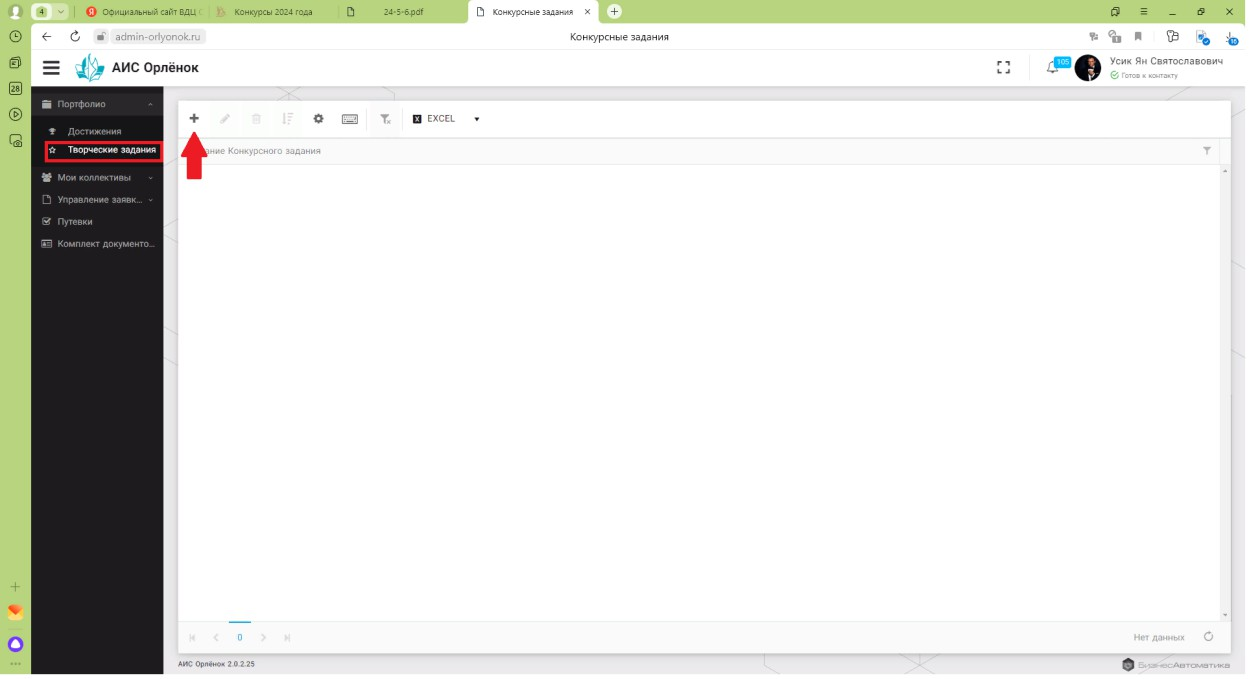 4
Официальный сайт ВДЦ
Конкурсы 2024 года
24-5-6.pdf
Конкурсные задания
admin-orlyonok.ru
Конкурсные задания
АИС Орлёнок
105
Усик Ян Святославович
Готов к контакту
28
Портфолио
Достижения
Творческие задания
Мои коллективы
Управление заявк...
Путевки
Комплект документо...
EXCEL
Конкурсного задания
0
Нет данных
АИС Орлёнок 2.0.2.25
БизнесАвтоматика